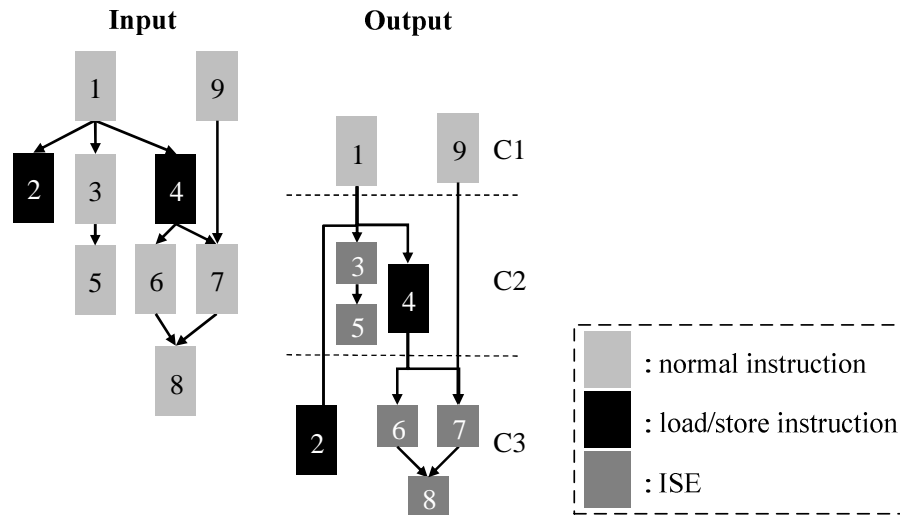 Input
Output
1
9
2
3
4
5
6
7
8
1
9
C1
3
4
5
C2
2
6
7
8
C3
: normal instruction
: load/store instruction
: ISE